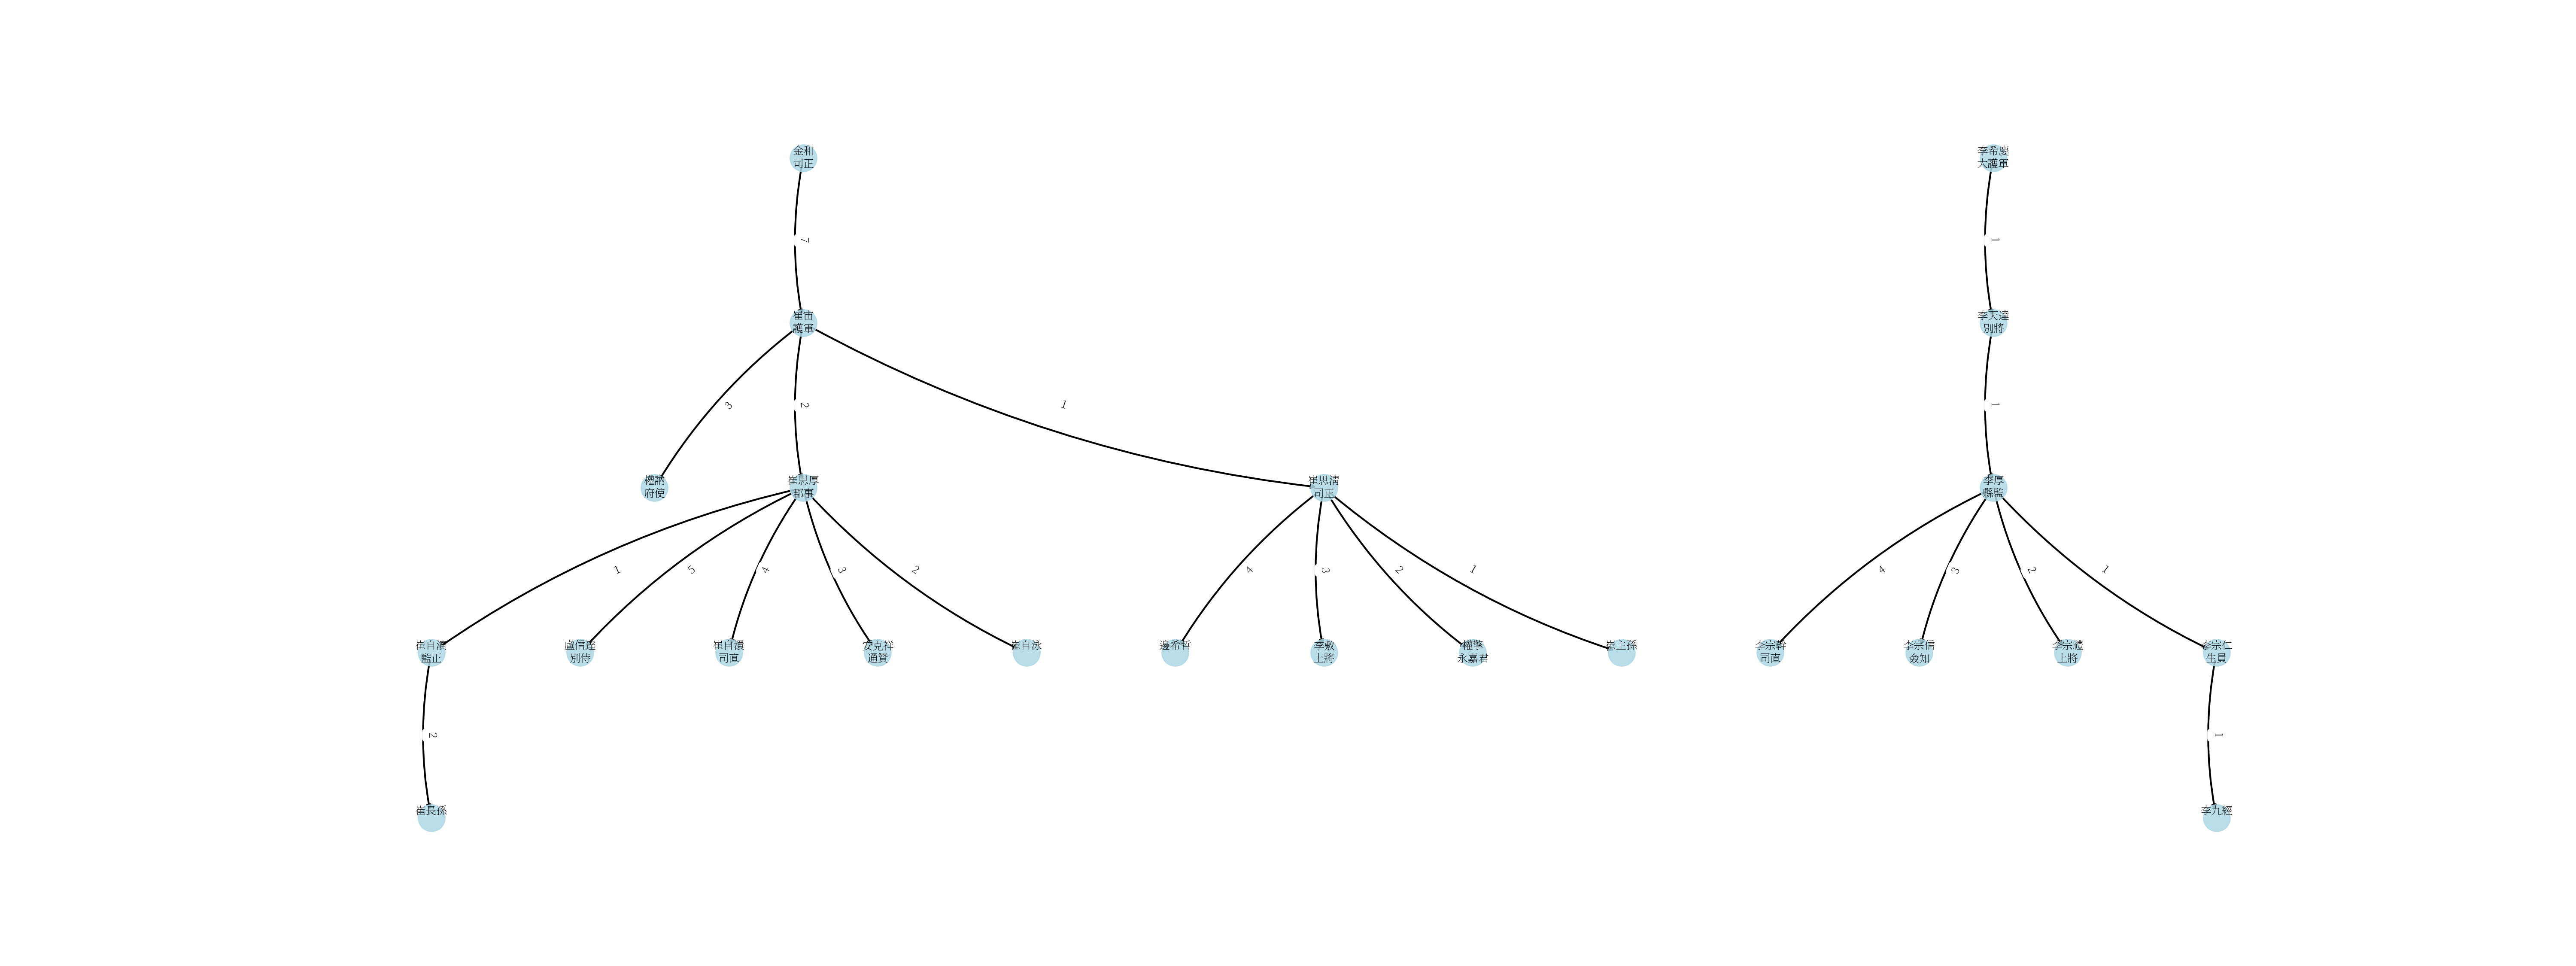 金和
司正
李希慶
大護軍
7
1
崔宙
護軍
李天達
別將
3
2
1
1
權訥
府使
崔思厚
郡事
崔思淸
司正
李厚
縣監
1
5
4
3
2
4
3
2
1
4
3
2
1
崔自濱
監正
盧信達
別侍
司直
安克祥
通贊
崔自泳
邊希哲
李敷
上將
權擎
永嘉君
崔主孫
李宗幹
司直
李宗信
僉知
李宗禮
上將
李宗仁
生員
2
1
崔長孫
李九經